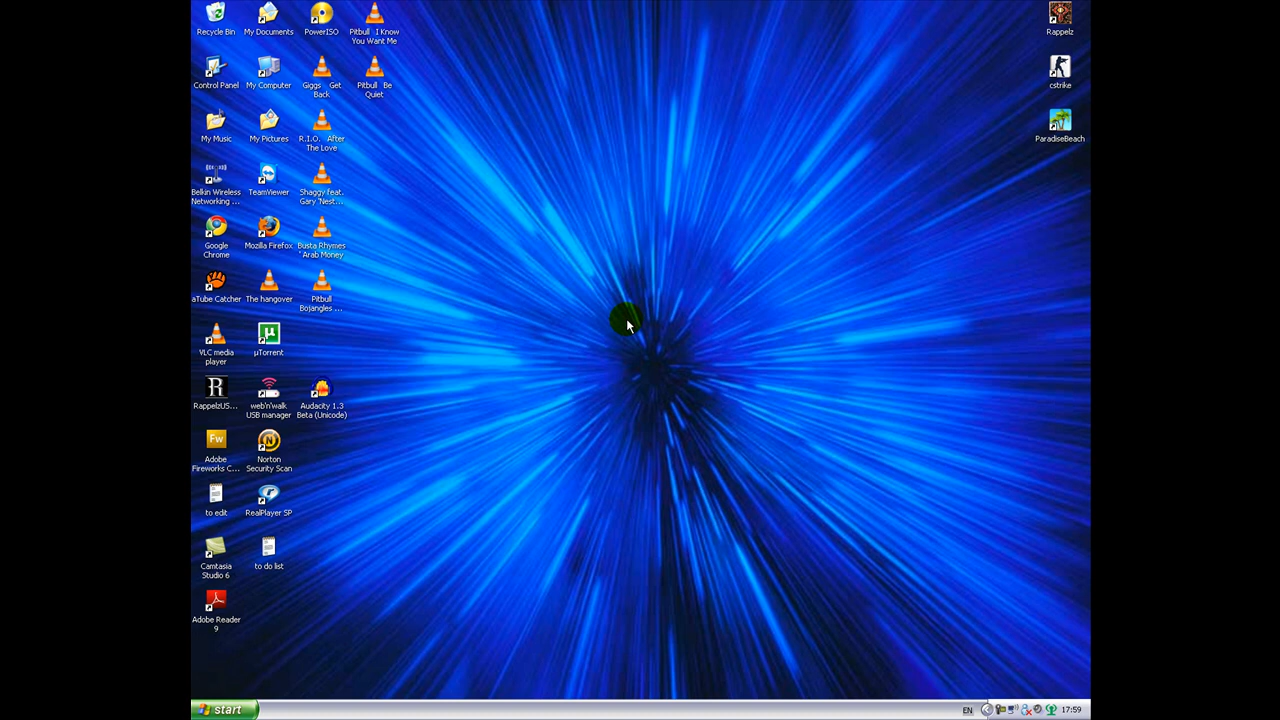 Recycle Bin
My Documents
PowerISO
Pitbull I Know
You Want Me
Rappelz
Control Panel
My Computer
Giggs Get
Back
Pitbull Be
Quiet
cstrike
My Music
My Pictures
R.I.O. After
The Love
ParadiseBeach
Belkin Wireless
Networking ...
TeamViewer
Shaggy feat.
Gary 'Nest...
Google
Chrome
Mozilla Firefox
Busta Rhymes
' Arab Money
aTube Catcher
The hangover
Pitbull
Bojangles ...
VLC media
player
µ
µTorrent
R
RappelzUS...
web'n'walk
USB manager
Audacity 1.3
Beta (Unicode)
Fw
Adobe
Fireworks C...
N
Norton
Security Scan
to edit
RealPlayer SP
Camtasia
Studio 6
to do list
Adobe Reader
9
start
EN
17:59